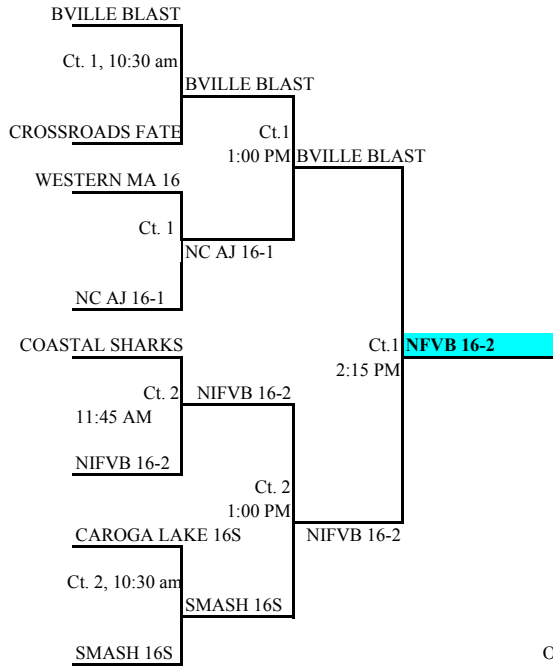 BVILLE BLAST
Ct. 1, 10:30 am
BVILLE BLAST
CROSSROADS FATE
Ct.1
1:00 PM
BVILLE BLAST
WESTERN MA 16
Ct. 1
NC AJ 16-1
NC AJ 16-1
COASTAL SHARKS
Ct.1
NFVB 16-2
2:15 PM
Ct. 2
11:45 AM
NIFVB 16-2
NIFVB 16-2
Ct. 2
1:00 PM
NIFVB 16-2
CAROGA LAKE 16S
Ct. 2, 10:30 am
SMASH 16S
SMASH 16S
O